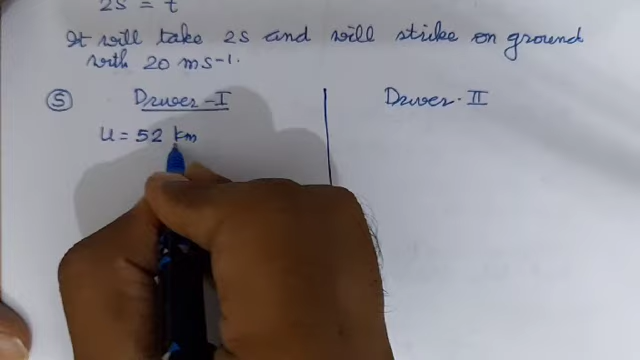 2S = t
It will take 2S and will strike on ground
with 20 ms-1.
5 Driver-I Driver-II
U = 52 km